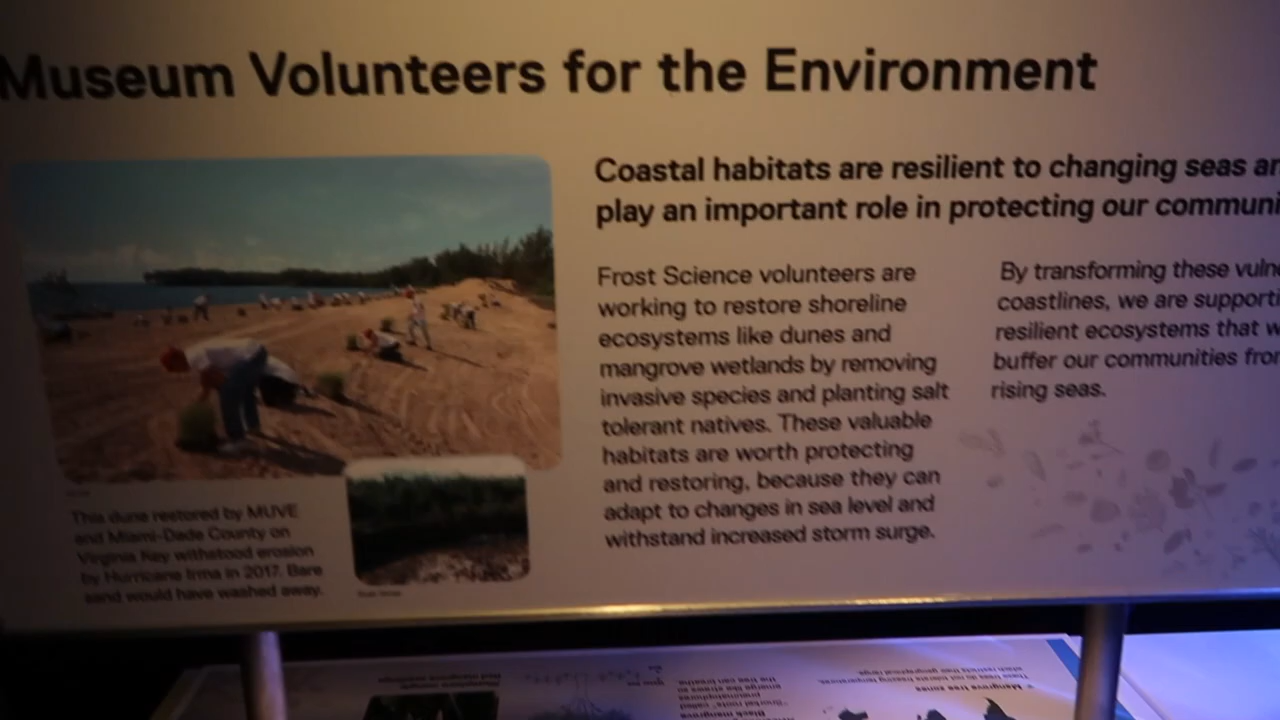 Museum Volunteers for the Environment
Coastal habitats are resilient to changing seas
play an important role in protecting our
Frost Science volunteers are
working to restore shoreline
ecosystems like dunes and
mangrove wetlands by removing
invasive species and planting salt
tolerant natives. These valuable
habitats are worth protecting
and restoring, because they can
adapt to changes in sea level and
withstand increased storm surge.
By transforming these
coastlines, we are
resilient ecosystems that
buffer our communities
rising seas.
This dune restored by MUVE
and Miami-Dade County on
Virginia Key withstood erosion
by Hurricane Irma in 2017. Bare
sand would have washed away.